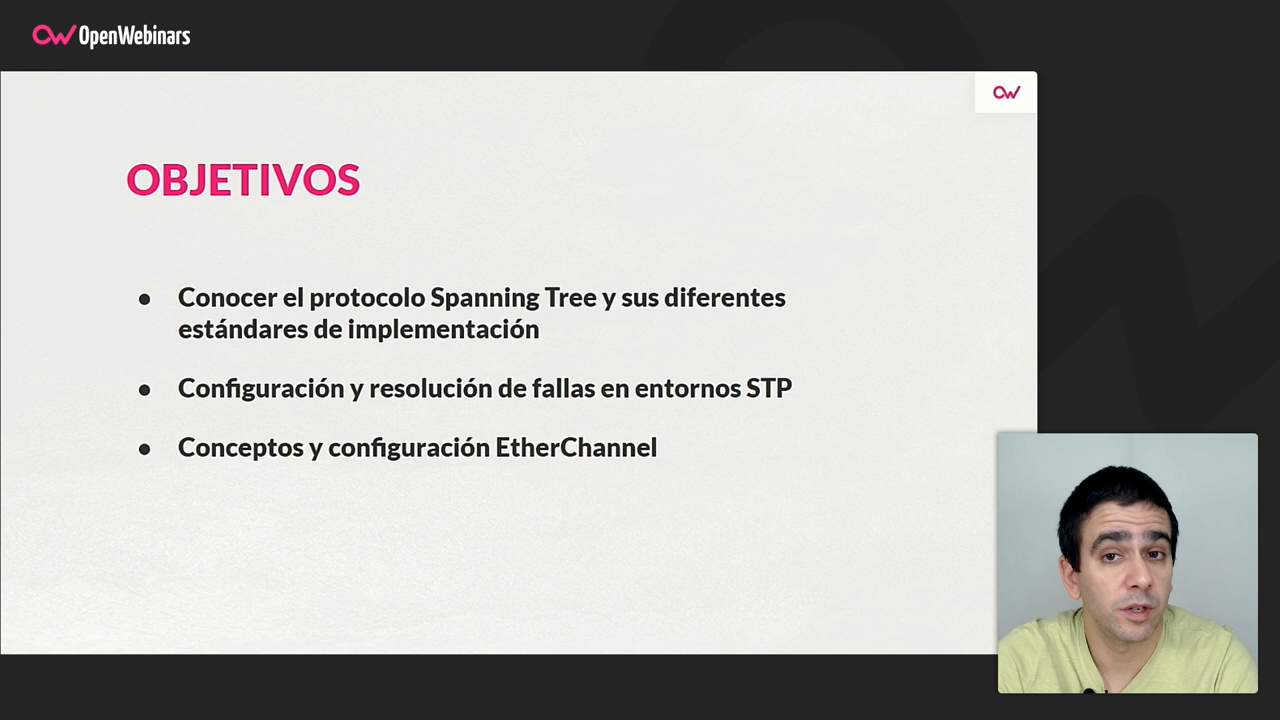 OpenWebinars
OBJETIVOS
● Conocer el protocolo Spanning Tree y sus diferentes
estándares de implementación
● Configuración y resolución de fallas en entornos STP
● Conceptos y configuración EtherChannel